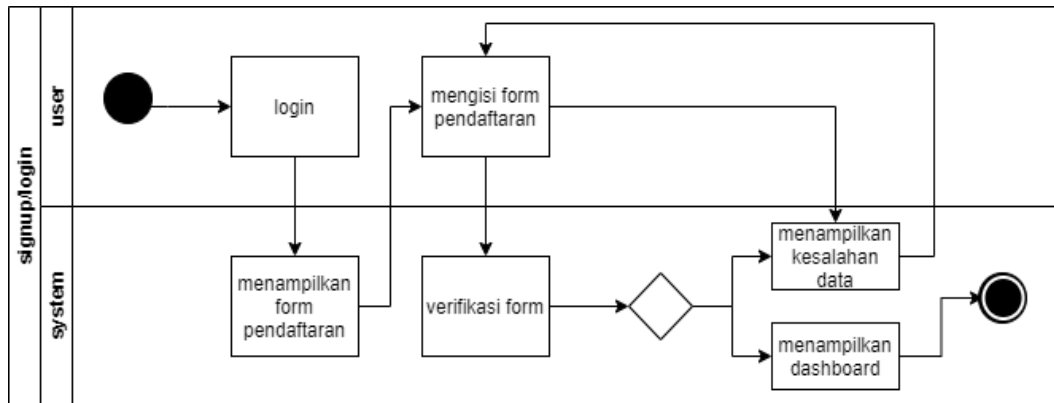 signup/login
user
system
login
mengisi form
pendaftaran
menampilkan
form
pendaftaran
verifikasi form
menampilkan
kesalahan
data
menampilkan
dashboard